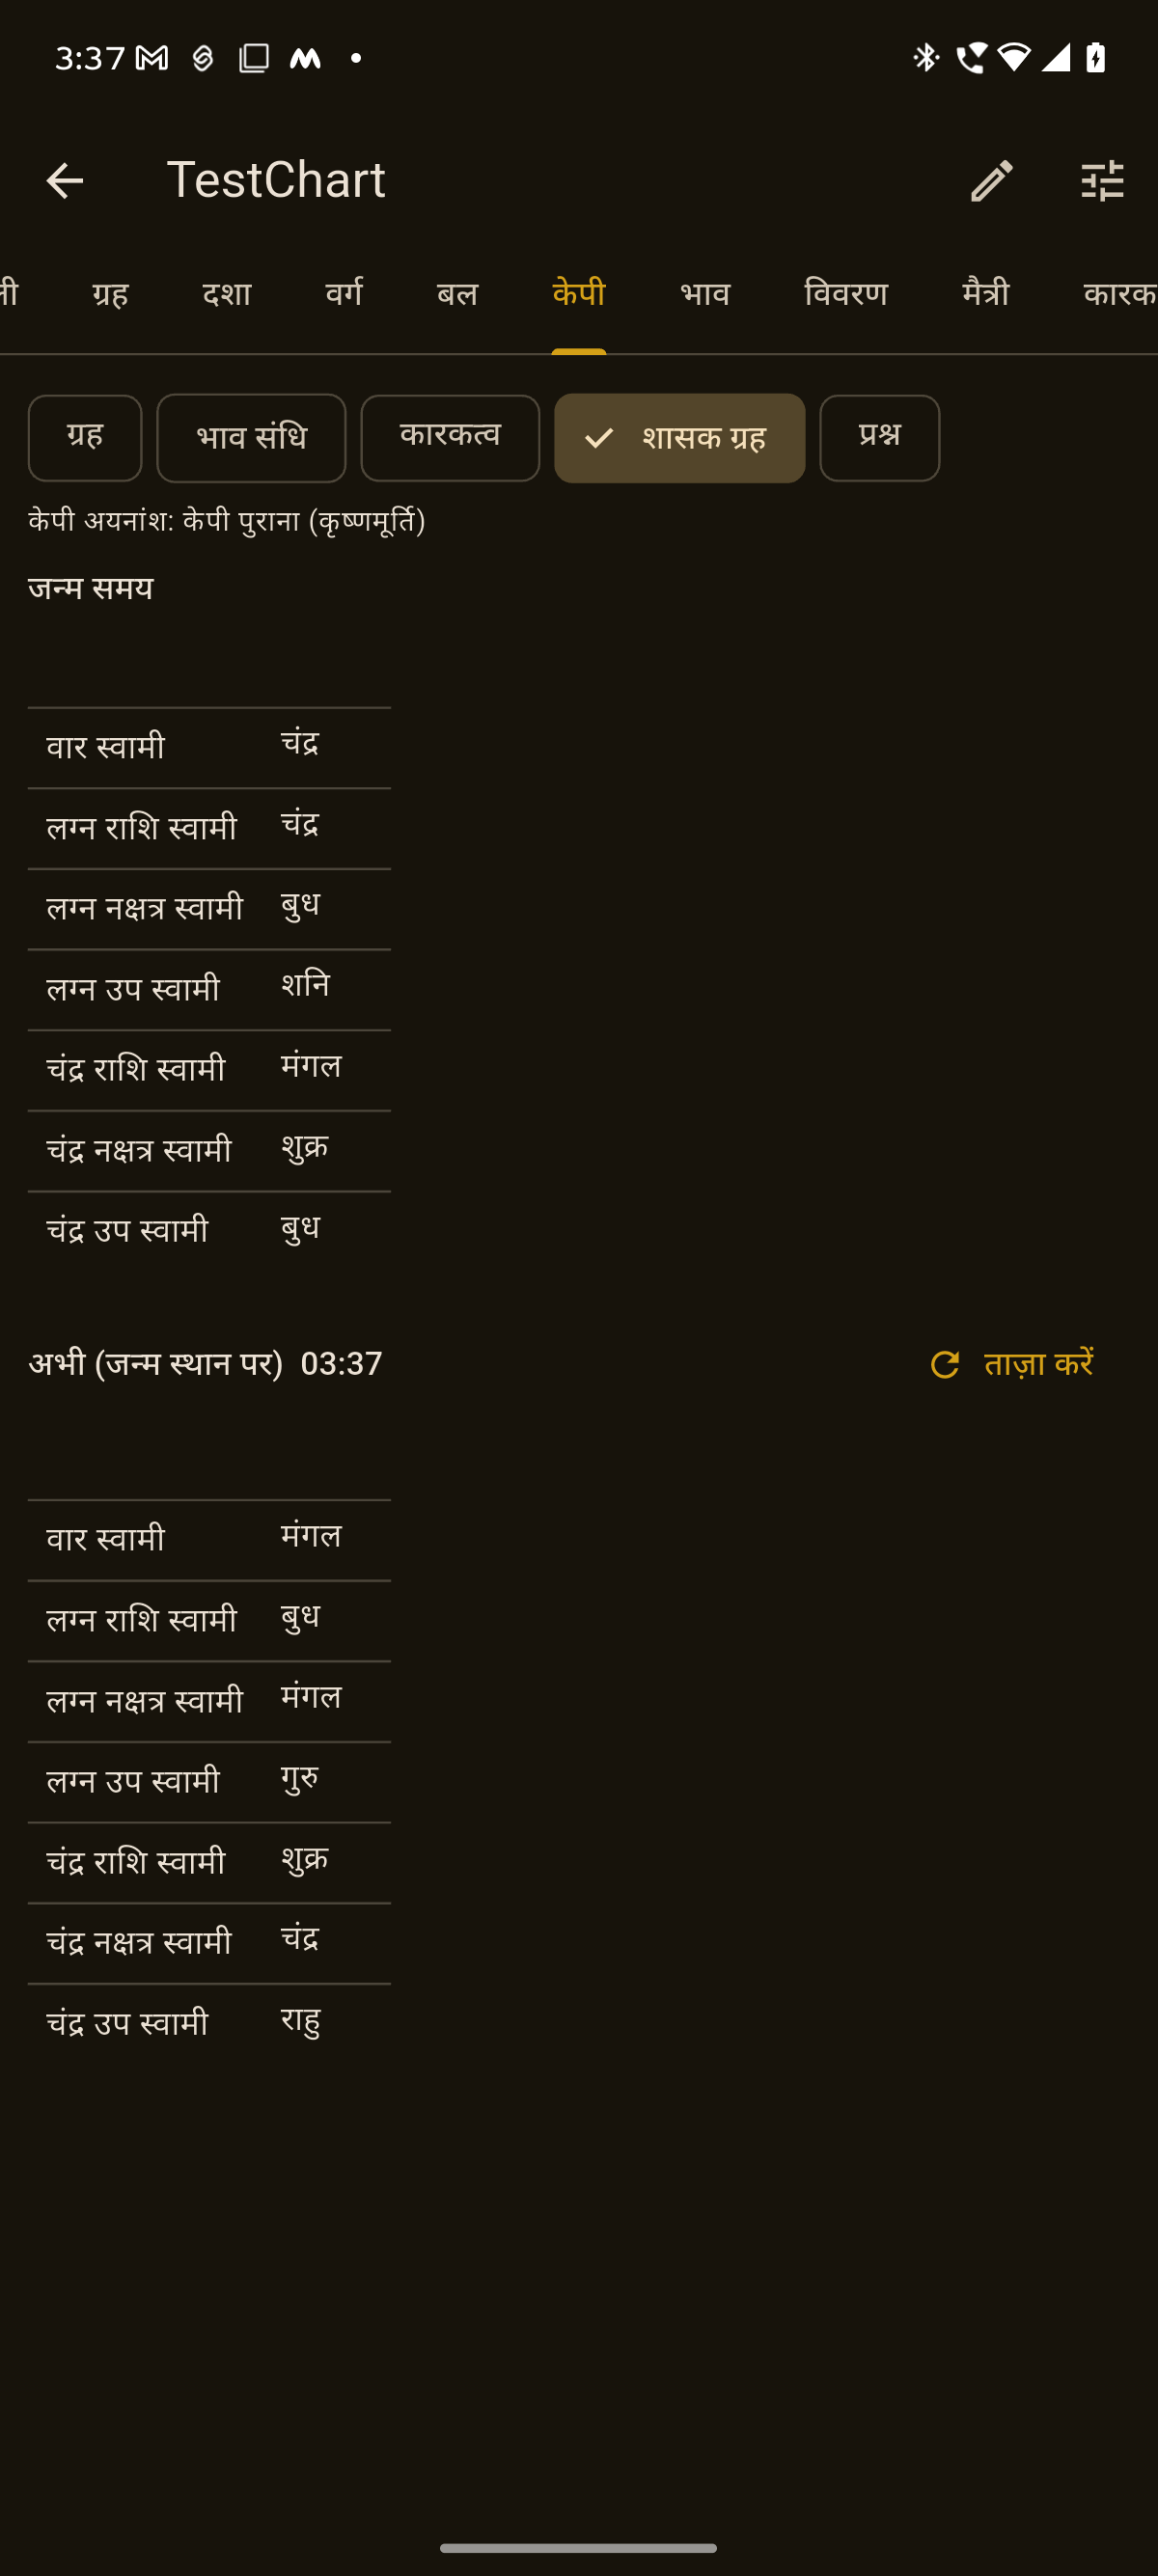 3:37
TestChart
ली ग्रह दशा वर्ग बल केपी भाव विवरण मैत्री कारक
ग्रह भाव संधि कारकत्व शासक ग्रह प्रश्न
केपी अयनांश: केपी पुराना (कृष्णमूर्ति)
जन्म समय
वार स्वामी चंद्र
लग्न राशि स्वामी चंद्र
लग्न नक्षत्र स्वामी बुध
लग्न उप स्वामी शनि
चंद्र राशि स्वामी मंगल
चंद्र नक्षत्र स्वामी शुक्र
चंद्र उप स्वामी बुध
अभी (जन्म स्थान पर) 03:37 ताज़ा करें
वार स्वामी मंगल
लग्न राशि स्वामी बुध
लग्न नक्षत्र स्वामी मंगल
लग्न उप स्वामी गुरु
चंद्र राशि स्वामी शुक्र
चंद्र नक्षत्र स्वामी चंद्र
चंद्र उप स्वामी राहु